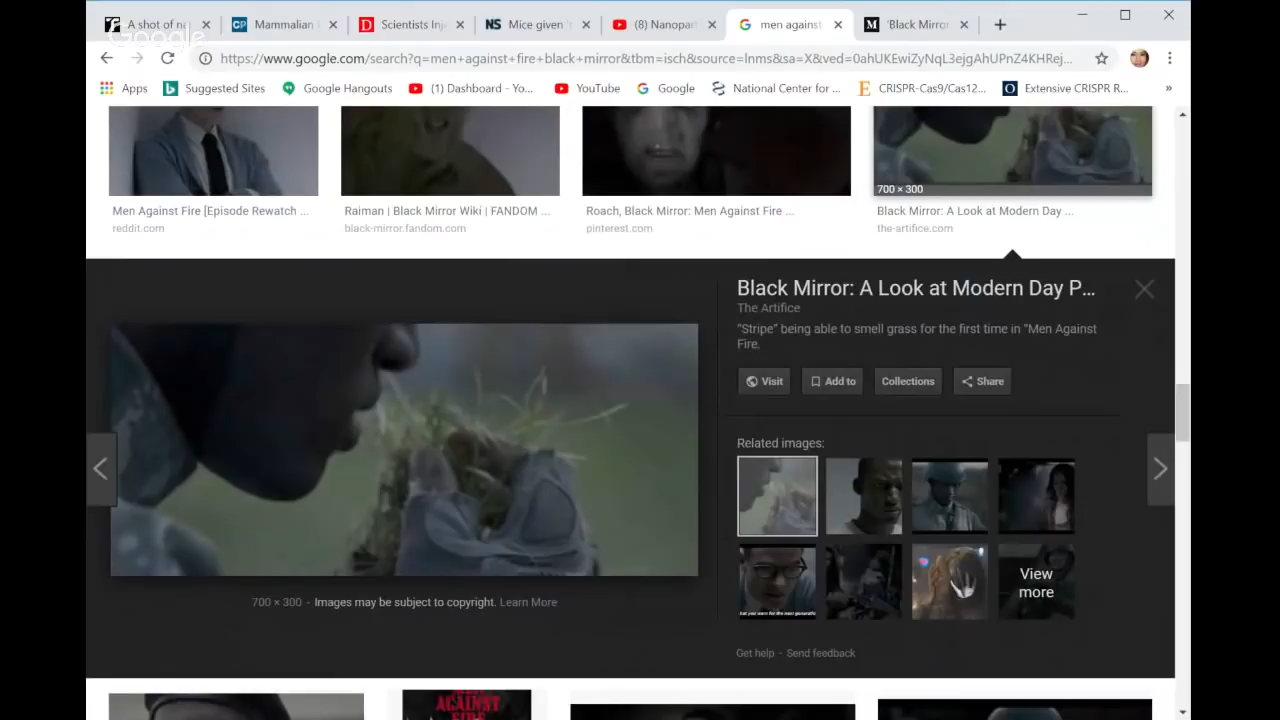 A shot of na
Mammalian
Scientists Inj
NS Mice given 'n
(8) Nanopart
men against
'Black Mirror
Google
https://www.google.com/search?q=men+against+fire+black+mirror&tbm=isch&source=lnms&sa=X&ved=0ahUKEwiZyNqL3ejgAhUPnZ4KHRej...
Apps
Suggested Sites
Google Hangouts
(1) Dashboard - Yo...
YouTube
Google
National Center for ...
CRISPR-Cas9/Cas12...
Extensive CRISPR R...
»
700 × 300
Men Against Fire [Episode Rewatch ...
reddit.com
Raiman | Black Mirror Wiki | FANDOM ...
black-mirror.fandom.com
Roach, Black Mirror: Men Against Fire ...
pinterest.com
Black Mirror: A Look at Modern Day ...
the-artifice.com
Black Mirror: A Look at Modern Day P...
The Artifice
"Stripe" being able to smell grass for the first time in "Men Against
Fire.
Visit
Add to
Collections
Share
Related images:
View
more
700 × 300 - Images may be subject to copyright. Learn More
Get help - Send feedback
AGAINST
FIRE